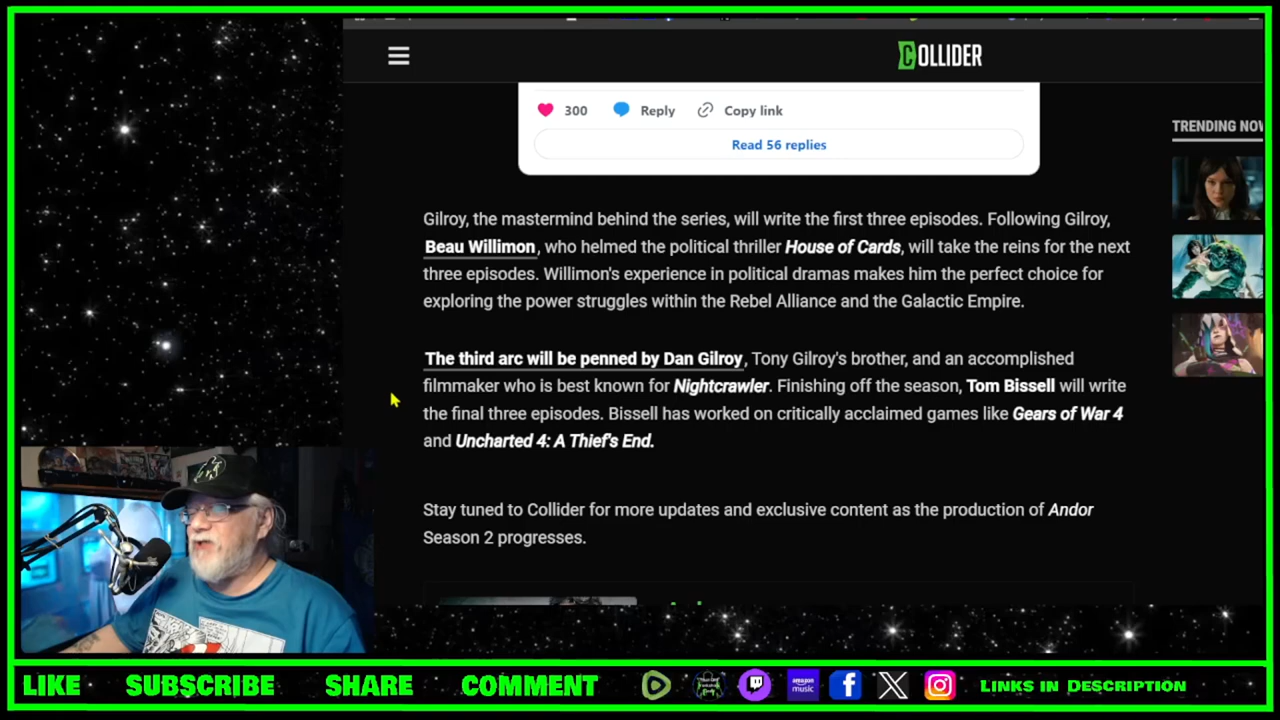 COLLIDER
300 Reply Copy link
TRENDING NOW
Read 56 replies
Gilroy, the mastermind behind the series, will write the first three episodes. Following Gilroy,
Beau Willimon, who helmed the political thriller House of Cards, will take the reins for the next
three episodes. Willimon's experience in political dramas makes him the perfect choice for
exploring the power struggles within the Rebel Alliance and the Galactic Empire.
The third arc will be penned by Dan Gilroy, Tony Gilroy's brother, and an accomplished
filmmaker who is best known for Nightcrawler. Finishing off the season, Tom Bissell will write
the final three episodes. Bissell has worked on critically acclaimed games like Gears of War 4
and Uncharted 4: A Thief's End.
Stay tuned to Collider for more updates and exclusive content as the production of Andor
Season 2 progresses.
LIKE SUBSCRIBE SHARE COMMENT amazon music LINKS IN DESCRIPTION